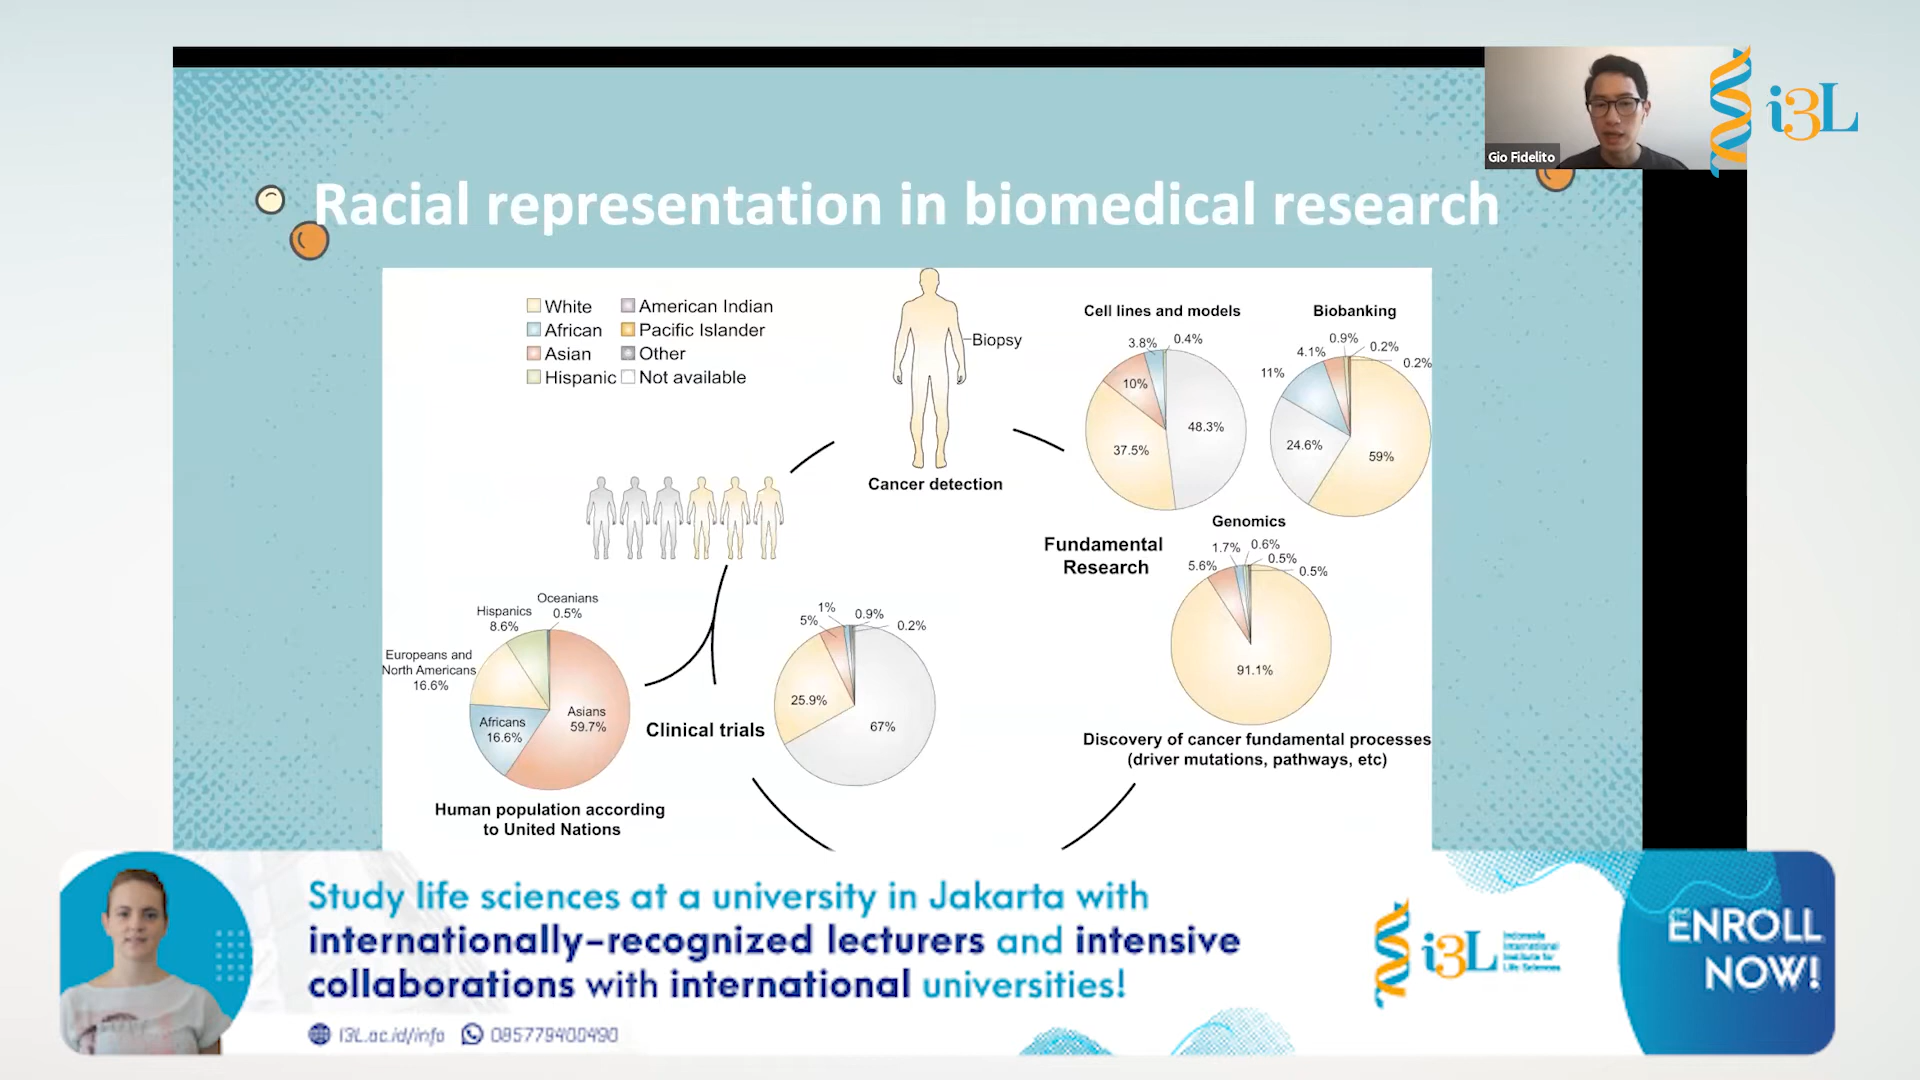 i3L
Gio Fidelito
Racial representation in biomedical research
White
African
Asian
Hispanic
American Indian
Pacific Islander
Other
Not available
Biopsy
Cancer detection
Cell lines and models
3.8%
0.4%
10%
48.3%
37.5%
Biobanking
0.9%
0.2%
4.1%
0.2%
11%
24.6%
59%
Fundamental
Research
Genomics
1.7%
0.6%
0.5%
5.6%
0.5%
91.1%
Discovery of cancer fundamental processes
(driver mutations, pathways, etc)
Oceanians
0.5%
Hispanics
8.6%
Europeans and
North Americans
16.6%
Africans
16.6%
Asians
59.7%
Human population according
to United Nations
Clinical trials
1%
0.9%
5%
0.2%
25.9%
67%
Study life sciences at a university in Jakarta with
internationally-recognized lecturers and intensive
collaborations with international universities!
i3L.ac.id/info
085779400490
i3L
Indonesia
International
Institute for
Life Sciences
ENROLL
NOW!